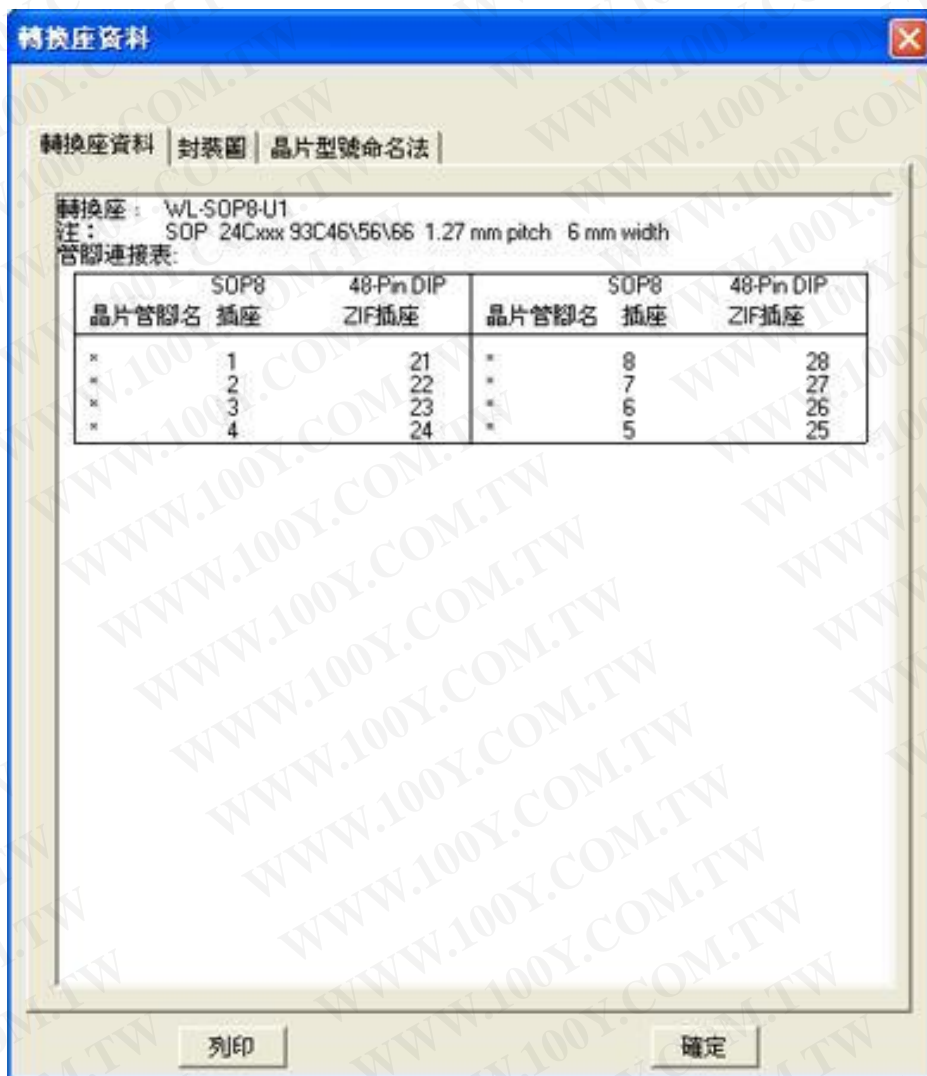 轉換座資料
轉換座資料 封裝圖 晶片型號命名法
轉換座： WL-SOP8-U1
注： SOP 24Cxxx 93C46\56\66 1.27 mm pitch 6 mm width
管腳連接表:
SOP8 48-Pin DIP SOP8 48-Pin DIP
晶片管腳名 插座 ZIF插座 晶片管腳名 插座 ZIF插座
* 1 21 * 8 28
* 2 22 * 7 27
* 3 23 * 6 26
* 4 24 * 5 25
列印 確定
WWW.100Y.COM.TW